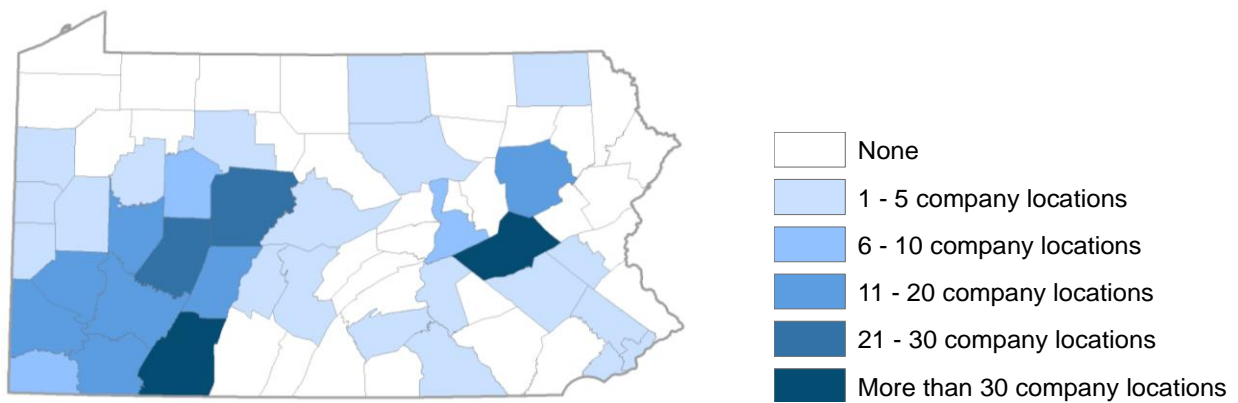 None
1 - 5 company locations
6 - 10 company locations
11 - 20 company locations
21 - 30 company locations
More than 30 company locations